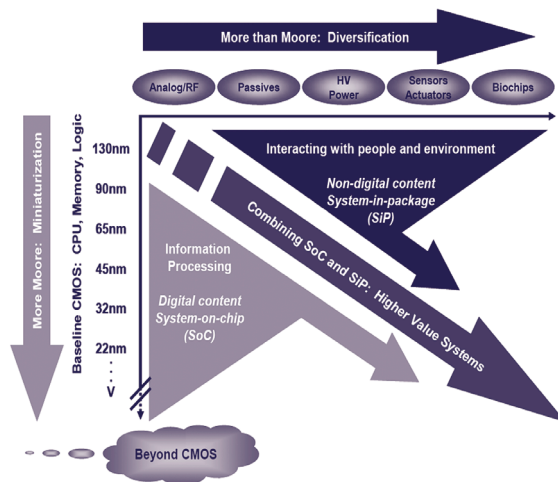 More than Moore: Diversification
Analog/RF
Passives
HV
Power
Sensors
Actuators
Biochips
More Moore: Miniaturization
Baseline CMOS: CPU, Memory, Logic
130nm
90nm
65nm
45nm
32nm
22nm
.
.
.
V
Interacting with people and environment
Non-digital content
System-in-package
(SiP)
Combining SoC and SiP: Higher Value Systems
Information
Processing
Digital content
System-on-chip
(SoC)
Beyond CMOS